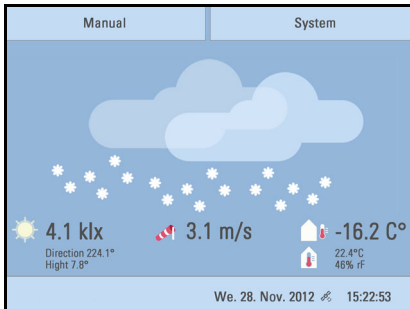 Manual
System
4.1 klx
3.1 m/s
-16.2 C°
Direction 224.1°
Hight 7.8°
22.4°C
46% rF
We. 28. Nov. 2012
15:22:53